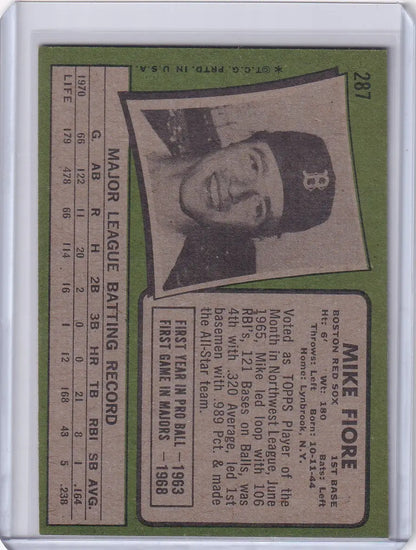 287
* ©T.C.G. PRTD. IN U.S.A.
B
MIKE FIORE
BOSTON RED SOX 1ST BASE
Ht: 6' Wt: 180 Bats: Left
Throws: Left Born: 10-11-44
Home: Lynbrook, N.Y.
Voted as TOPPS Player of the
Month in Northwest League, June
1965, Mike led loop with 106
RBI's, 121 Bases on Balls, was
4th with .320 Average, led 1st
basemen with .989 Pct. & made
the All-Star team.
FIRST YEAR IN PRO BALL — 1963
FIRST GAME IN MAJORS — 1968
MAJOR LEAGUE BATTING RECORD
G. AB R H 2B 3B HR TB RBI SB AVG.
1970 66 122 11 20 2 0 0 21 8 1 .164
LIFE 179 478 66 114 16 1 12 168 43 5 .238